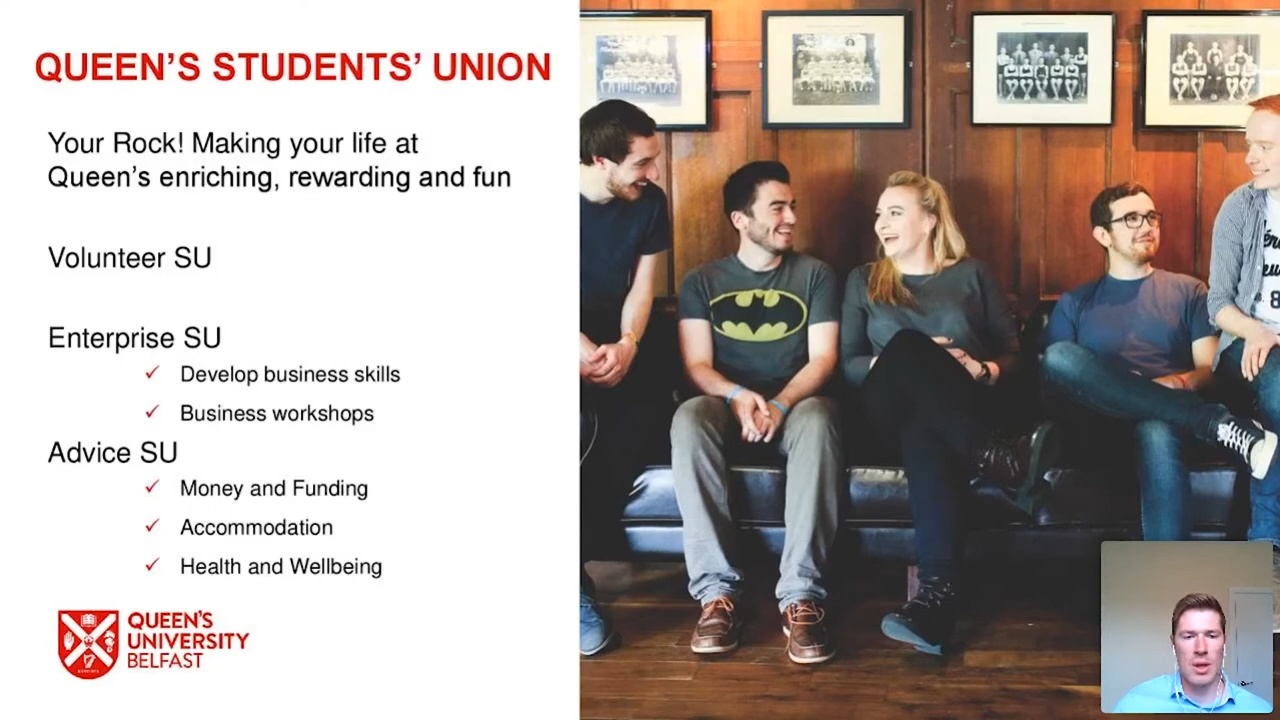 QUEEN'S STUDENTS' UNION
Your Rock! Making your life at
Queen's enriching, rewarding and fun
Volunteer SU
Enterprise SU
✓ Develop business skills
✓ Business workshops
Advice SU
✓ Money and Funding
✓ Accommodation
✓ Health and Wellbeing
QUEEN'S
UNIVERSITY
BELFAST